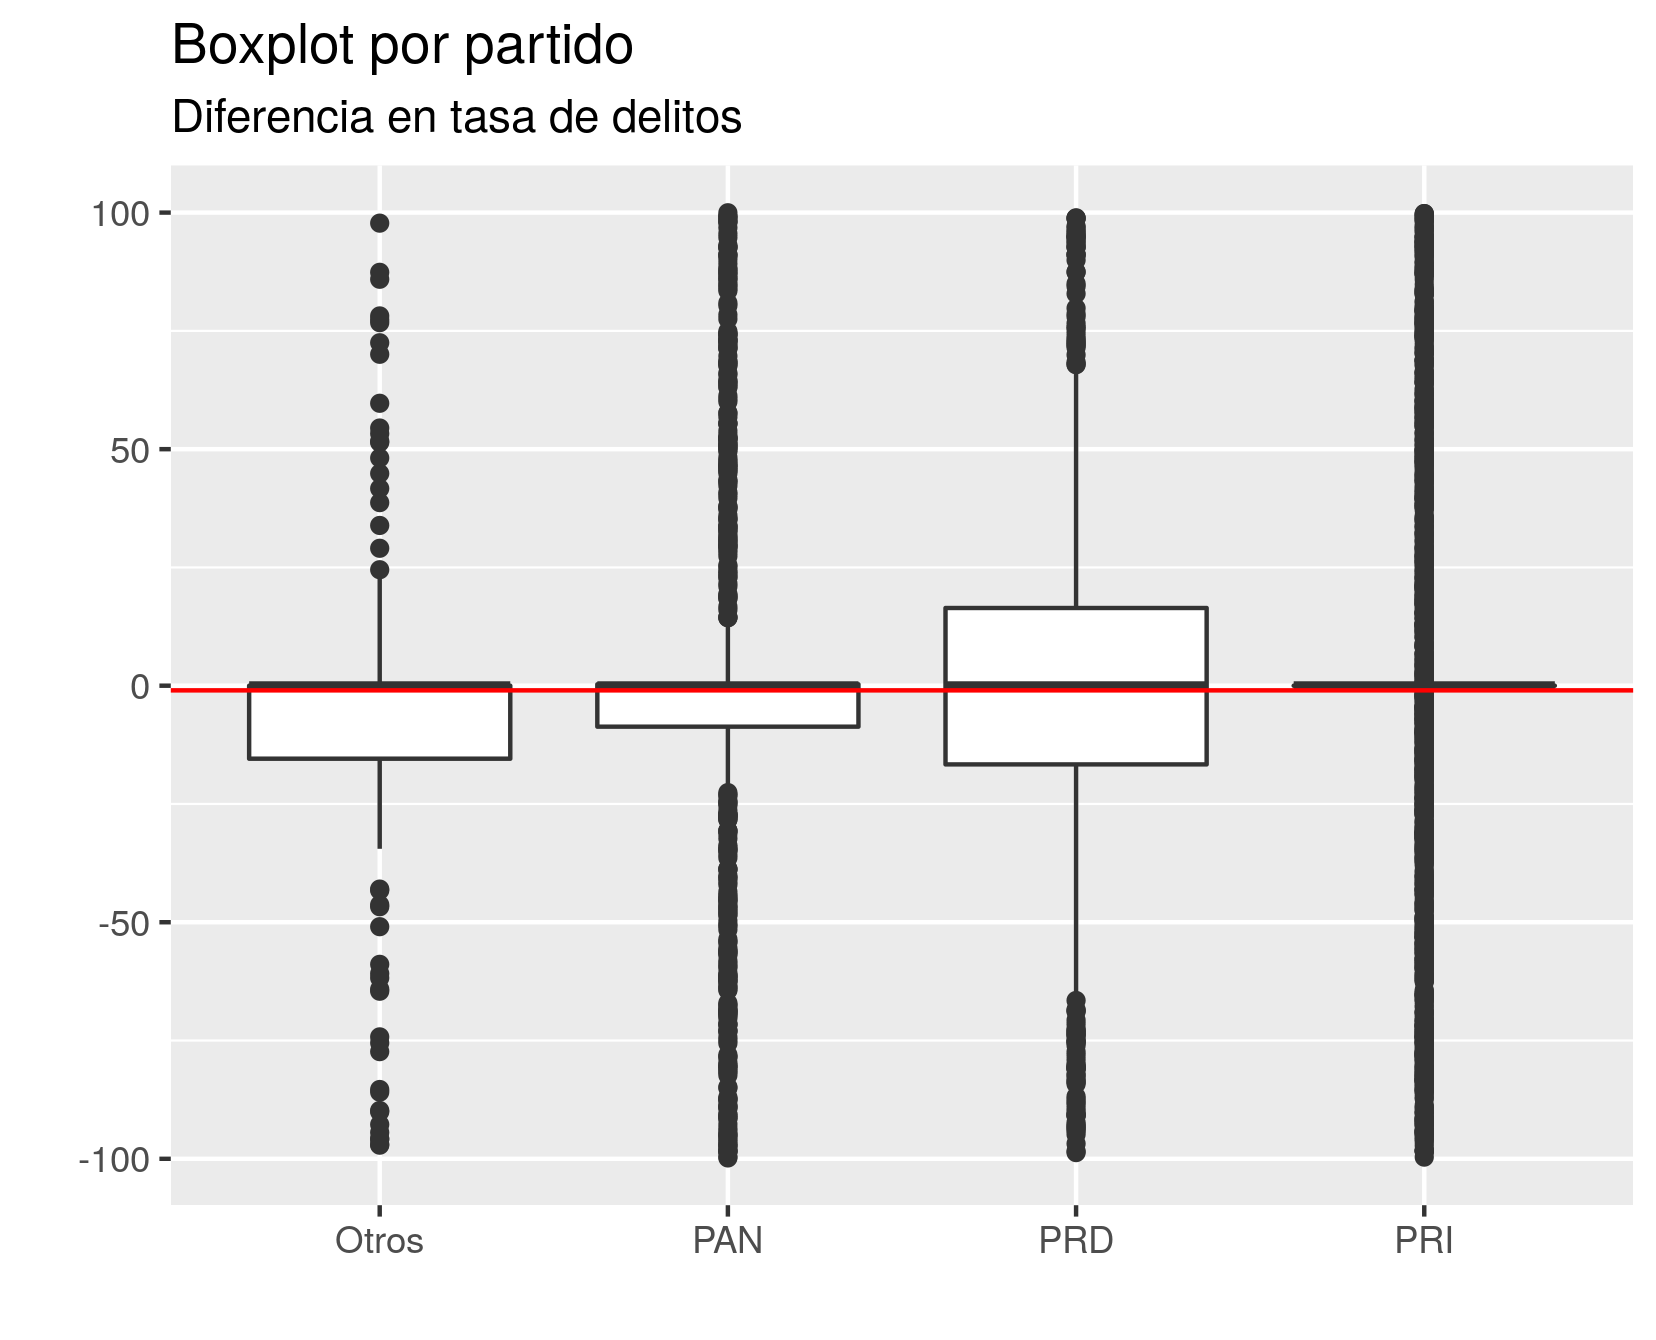 Boxplot por partido
Diferencia en tasa de delitos
100
50
0
-50
-100
Otros PAN PRD PRI